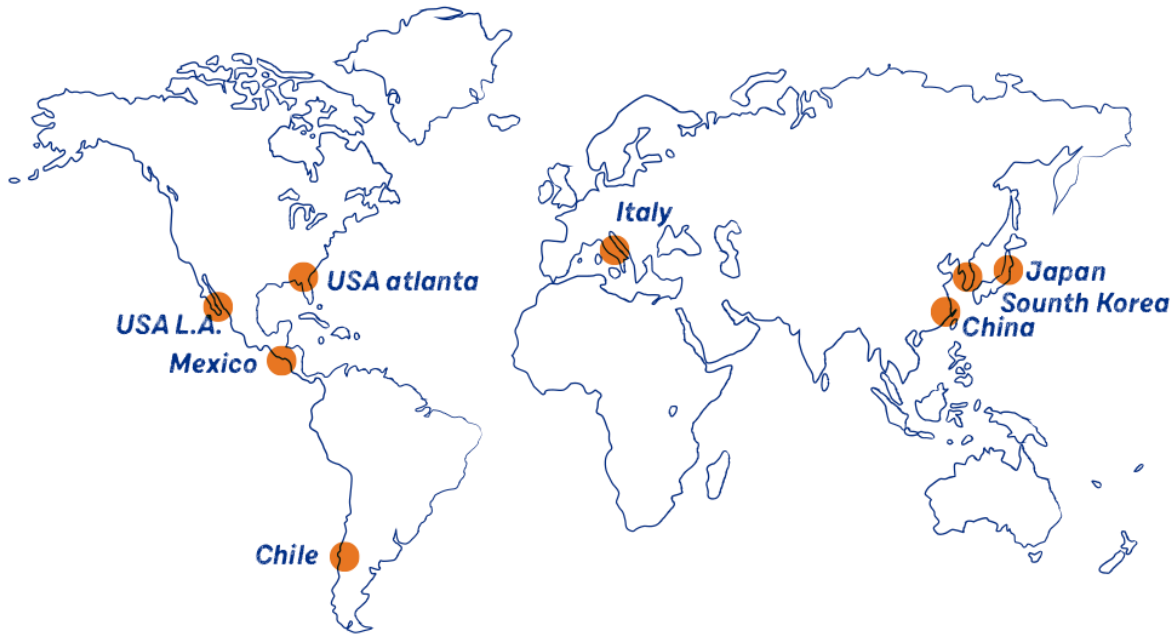 Italy
USA atlanta
Japan
Sounth Korea
USA L.A.
China
Mexico
Chile